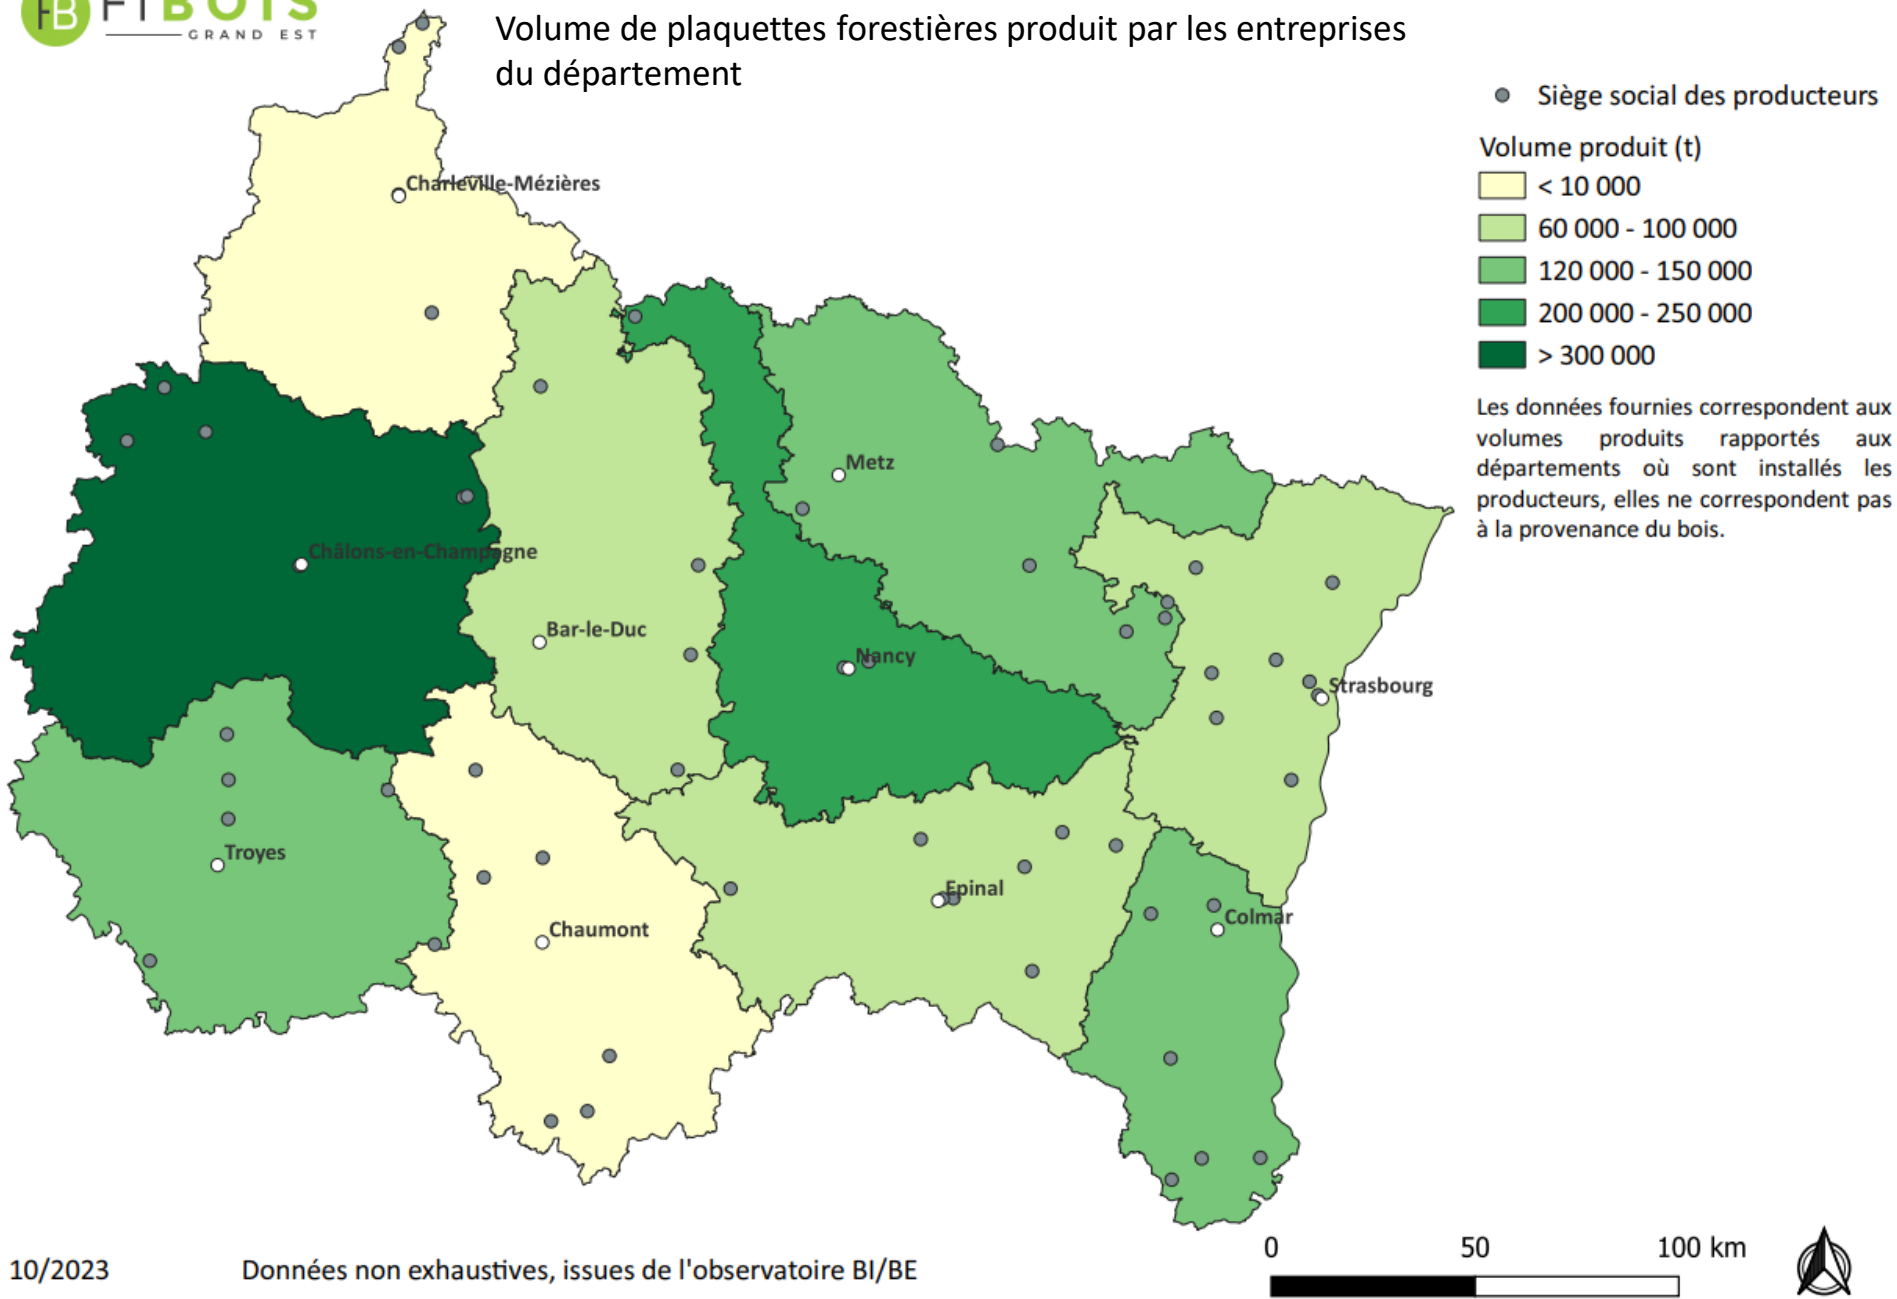 FB FIBOIS
GRAND EST
Volume de plaquettes forestières produit par les entreprises
du département
Siège social des producteurs
Volume produit (t)
< 10 000
60 000 - 100 000
120 000 - 150 000
200 000 - 250 000
> 300 000
Les données fournies correspondent aux
volumes produits rapportés aux
départements où sont installés les
producteurs, elles ne correspondent pas
à la provenance du bois.
Charleville-Mézières
Metz
Châlons-en-Champagne
Bar-le-Duc
Nancy
Strasbourg
Troyes
Epinal
Colmar
Chaumont
0 50 100 km
10/2023
Données non exhaustives, issues de l'observatoire BI/BE